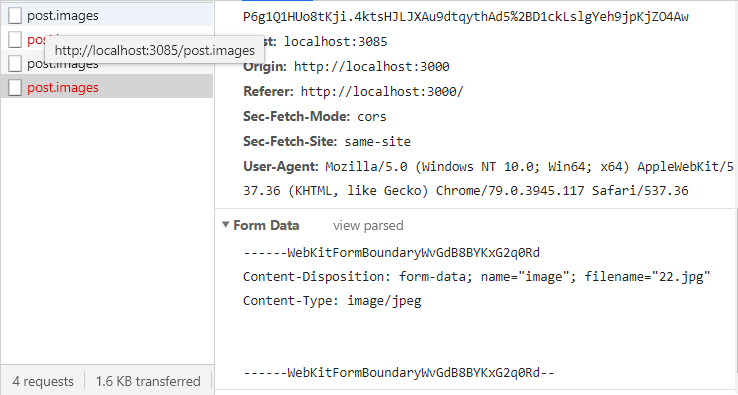 post.images
pos
http://localhost:3085/post.images
post.images
post.images
4 requests
1.6 KB transferred
P6g1Q1HUo8tKji.4ktsHJLJXAu9dtqythAd5%2BD1ckLslgYeh9jpKjZO4Aw
st: localhost:3085
Origin: http://localhost:3000
Referer: http://localhost:3000/
Sec-Fetch-Mode: cors
Sec-Fetch-Site: same-site
User-Agent: Mozilla/5.0 (Windows NT 10.0; Win64; x64) AppleWebKit/5
37.36 (KHTML, like Gecko) Chrome/79.0.3945.117 Safari/537.36
Form Data view parsed
------WebKitFormBoundaryWvGdB8BYKxG2q0Rd
Content-Disposition: form-data; name="image"; filename="22.jpg"
Content-Type: image/jpeg
------WebKitFormBoundaryWvGdB8BYKxG2q0Rd--